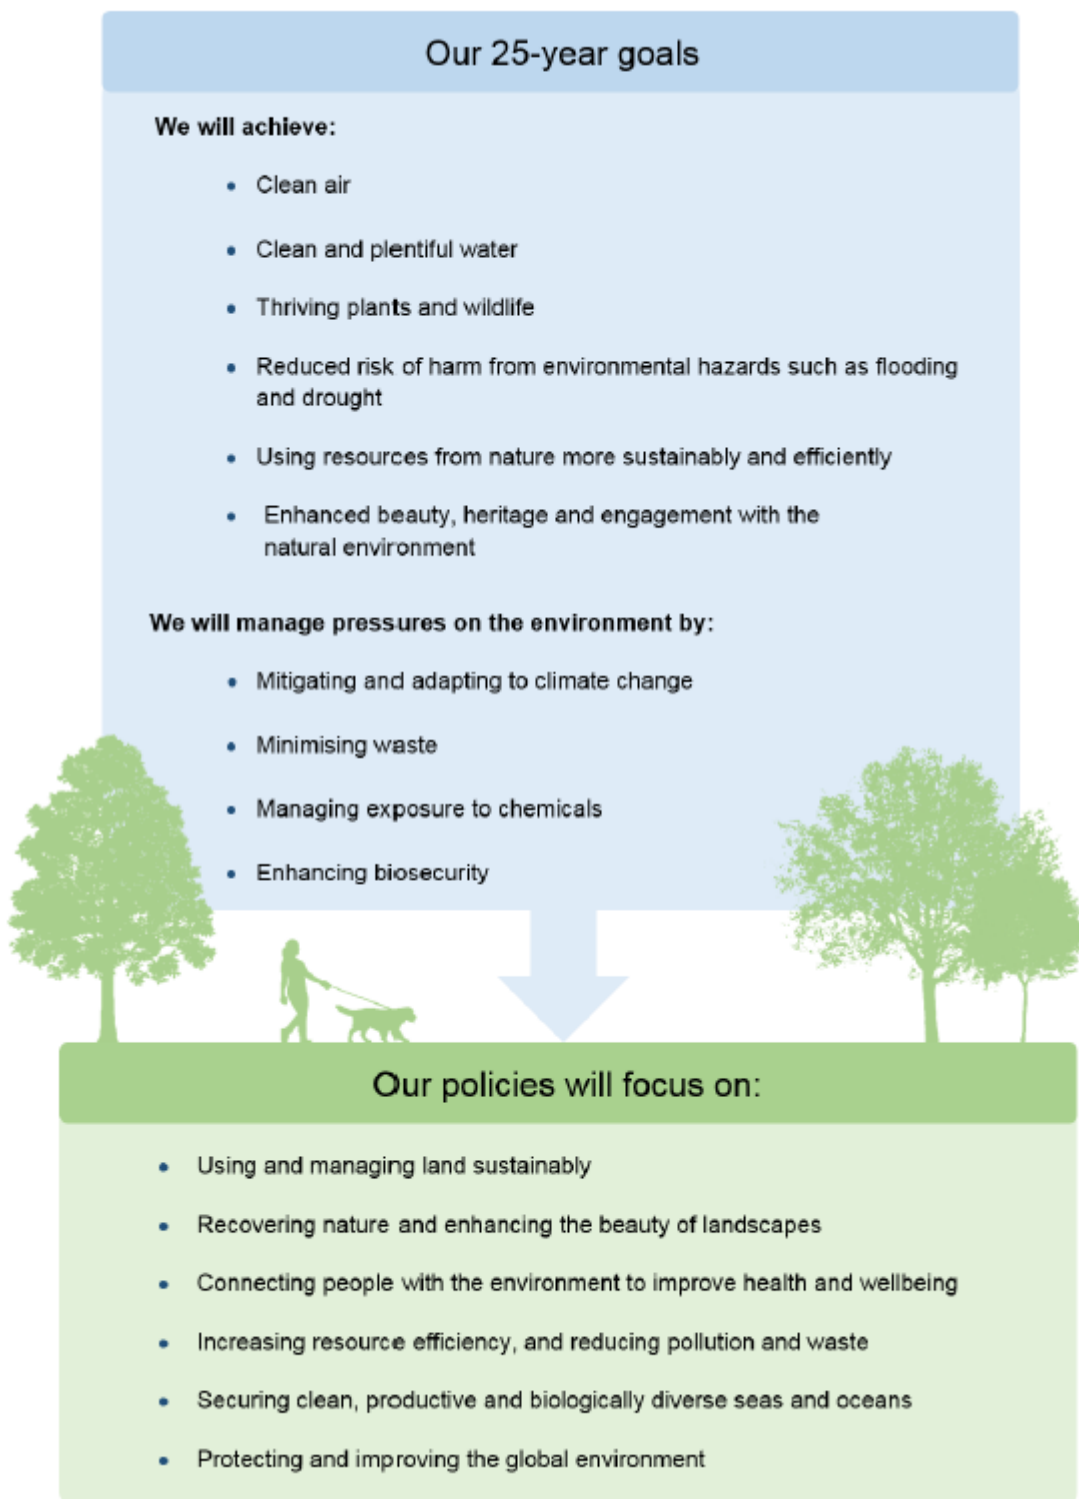 Our 25-year goals
We will achieve:
• Clean air
• Clean and plentiful water
• Thriving plants and wildlife
• Reduced risk of harm from environmental hazards such as flooding
and drought
• Using resources from nature more sustainably and efficiently
• Enhanced beauty, heritage and engagement with the
natural environment
We will manage pressures on the environment by:
• Mitigating and adapting to climate change
• Minimising waste
• Managing exposure to chemicals
• Enhancing biosecurity
Our policies will focus on:
• Using and managing land sustainably
• Recovering nature and enhancing the beauty of landscapes
• Connecting people with the environment to improve health and wellbeing
• Increasing resource efficiency, and reducing pollution and waste
• Securing clean, productive and biologically diverse seas and oceans
• Protecting and improving the global environment